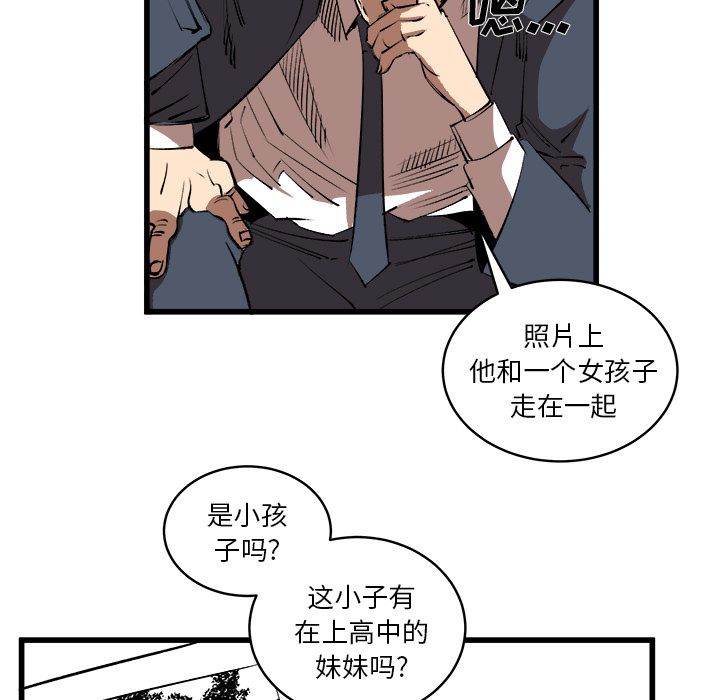 嗯...
照片上
他和一个女孩子
走在一起
是小孩
子吗?
这小子有
在上高中的
妹妹吗?